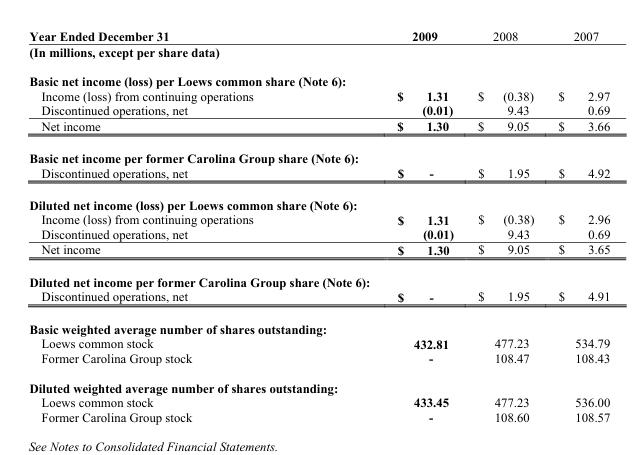 Year Ended December 31 2009 2008 2007
(In millions, except per share data)
Basic net income (loss) per Loews common share (Note 6):
Income (loss) from continuing operations $ 1.31 $ (0.38) $ 2.97
Discontinued operations, net (0.01) 9.43 0.69
Net income $ 1.30 $ 9.05 $ 3.66
Basic net income per former Carolina Group share (Note 6):
Discontinued operations, net $ - $ 1.95 $ 4.92
Diluted net income (loss) per Loews common share (Note 6):
Income (loss) from continuing operations $ 1.31 $ (0.38) $ 2.96
Discontinued operations, net (0.01) 9.43 0.69
Net income $ 1.30 $ 9.05 $ 3.65
Diluted net income per former Carolina Group share (Note 6):
Discontinued operations, net $ - $ 1.95 $ 4.91
Basic weighted average number of shares outstanding:
Loews common stock 432.81 477.23 534.79
Former Carolina Group stock - 108.47 108.43
Diluted weighted average number of shares outstanding:
Loews common stock 433.45 477.23 536.00
Former Carolina Group stock - 108.60 108.57
See Notes to Consolidated Financial Statements.